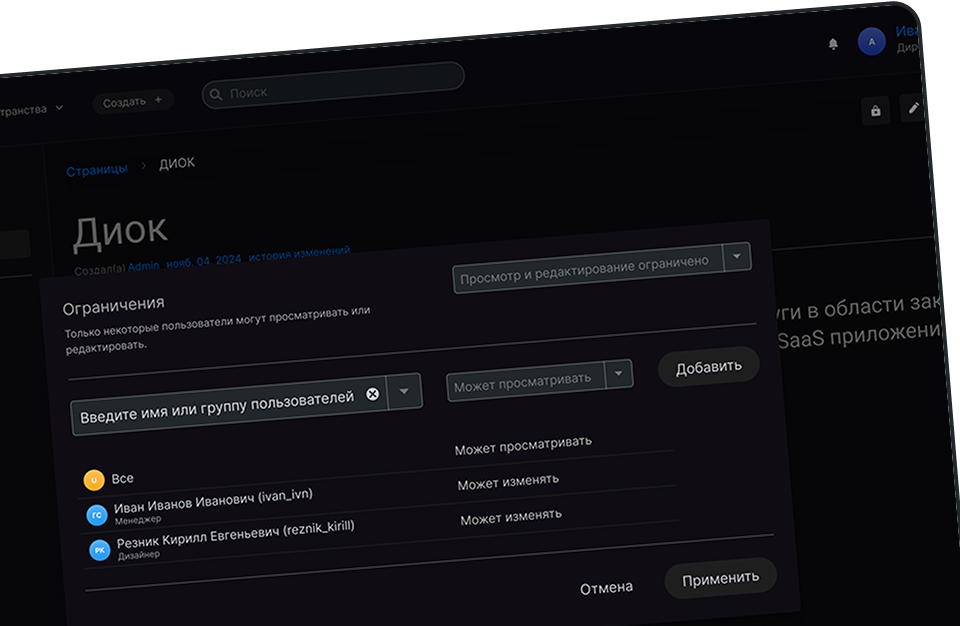 Ива
A
Дир
транства
Создать +
Поиск
Страницы > ДИОК
Диок
Создал(а) Admin нояб. 04, 2024 история изменений
Ограничения
Просмотр и редактирование ограничено
Только некоторые пользователи могут просматривать или
редактировать.
уги в области зак
SaaS приложени
Введите имя или группу пользователей
Может просматривать
Добавить
U
Все
Может просматривать
ГС
Иван Иванов Иванович (ivan_ivn)
Менеджер
Может изменять
РК
Резник Кирилл Евгеньевич (reznik_kirill)
Дизайнер
Может изменять
Отмена
Применить